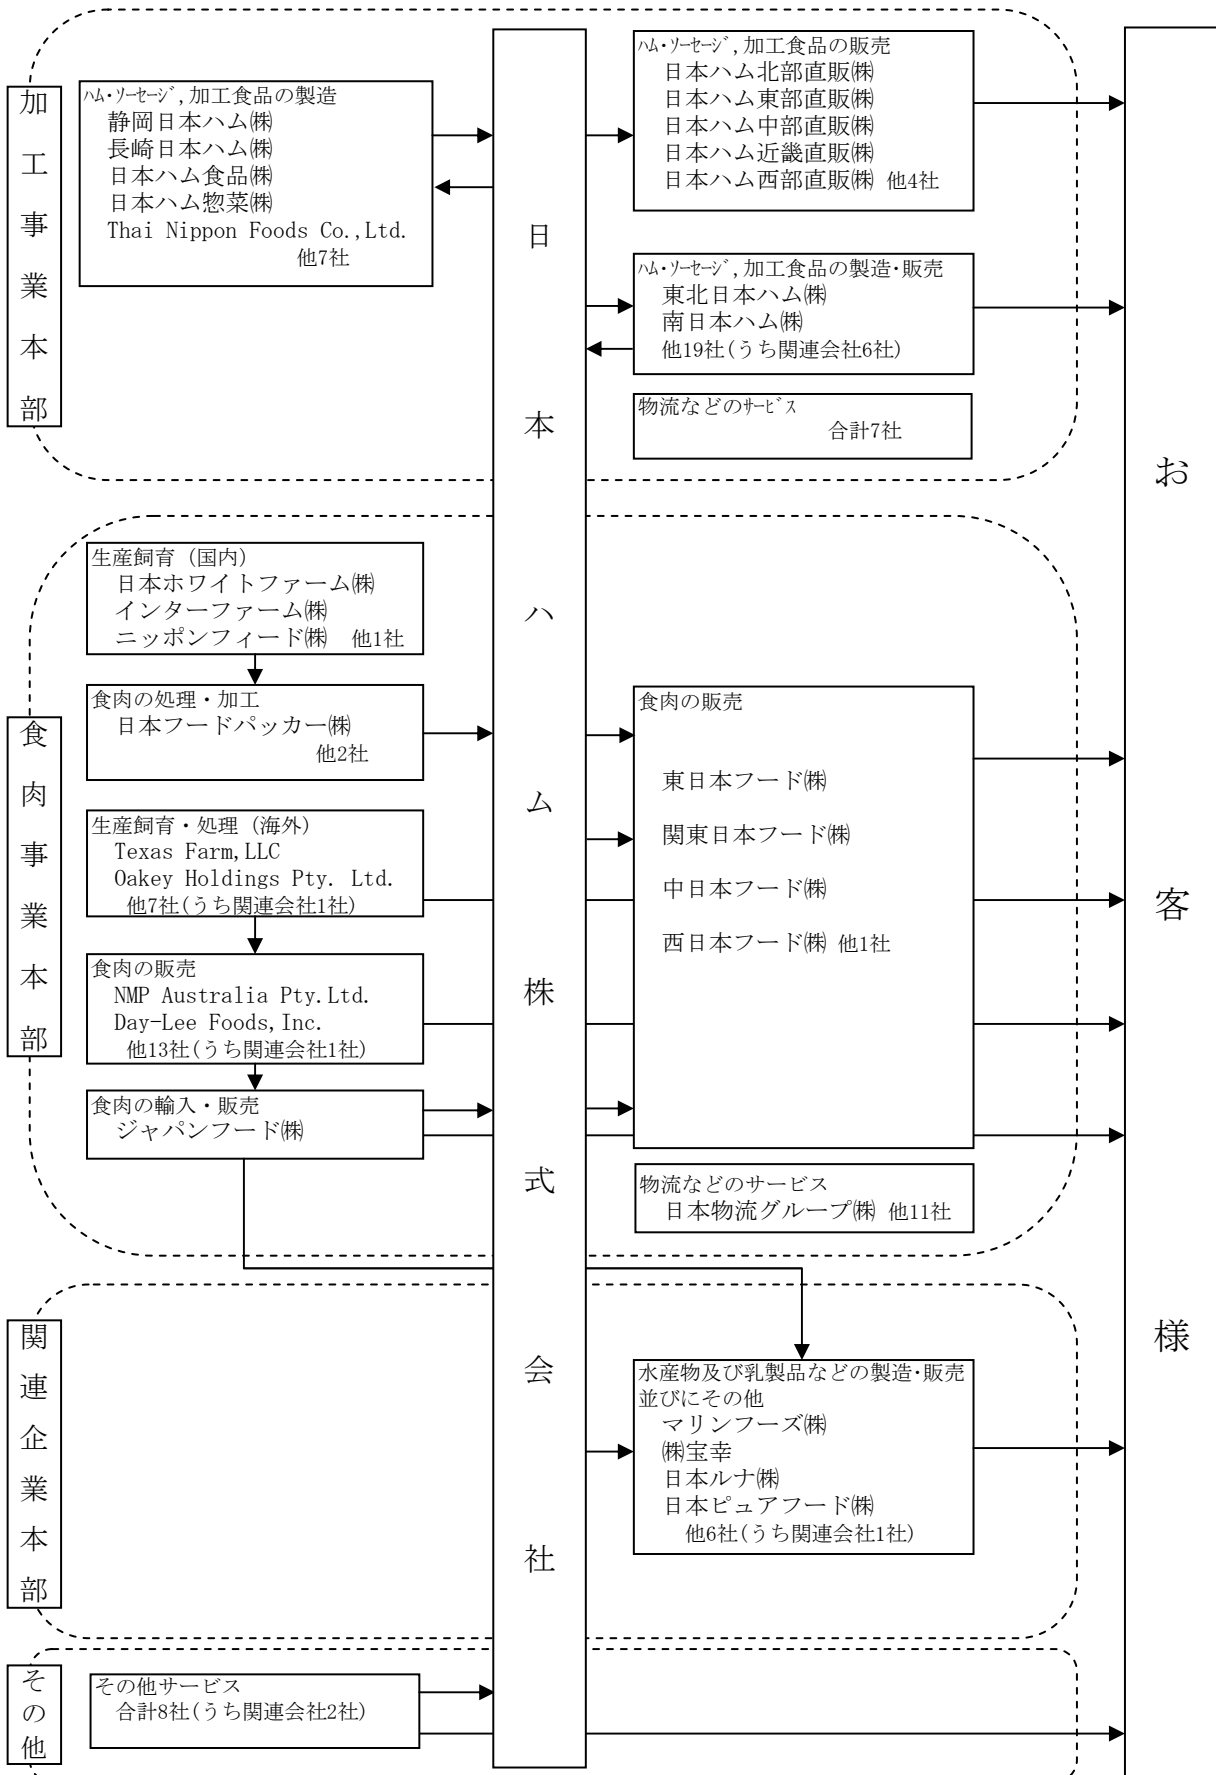 加工事業本部
ﾊﾑ･ｿｰｾｰｼﾞ,加工食品の製造
静岡日本ハム㈱
長崎日本ハム㈱
日本ハム食品㈱
日本ハム惣菜㈱
Thai Nippon Foods Co.,Ltd.
他7社
日本ハム株式会社
ﾊﾑ･ｿｰｾｰｼﾞ,加工食品の販売
日本ハム北部直販㈱
日本ハム東部直販㈱
日本ハム中部直販㈱
日本ハム近畿直販㈱
日本ハム西部直販㈱ 他4社
ﾊﾑ･ｿｰｾｰｼﾞ,加工食品の製造･販売
東北日本ハム㈱
南日本ハム㈱
他19社(うち関連会社6社)
物流などのｻｰﾋﾞｽ
合計7社
お客様
食肉事業本部
生産飼育（国内）
日本ホワイトファーム㈱
インターファーム㈱
ニッポンフィード㈱ 他1社
食肉の処理・加工
日本フードパッカー㈱
他2社
生産飼育・処理（海外）
Texas Farm,LLC
Oakey Holdings Pty. Ltd.
他7社(うち関連会社1社)
食肉の販売
NMP Australia Pty.Ltd.
Day-Lee Foods,Inc.
他13社(うち関連会社1社)
食肉の輸入・販売
ジャパンフード㈱
食肉の販売
東日本フード㈱
関東日本フード㈱
中日本フード㈱
西日本フード㈱ 他1社
物流などのサービス
日本物流グループ㈱ 他11社
関連企業本部
水産物及び乳製品などの製造･販売
並びにその他
マリンフーズ㈱
㈱宝幸
日本ルナ㈱
日本ピュアフード㈱
他6社(うち関連会社1社)
その他
その他サービス
合計8社(うち関連会社2社)